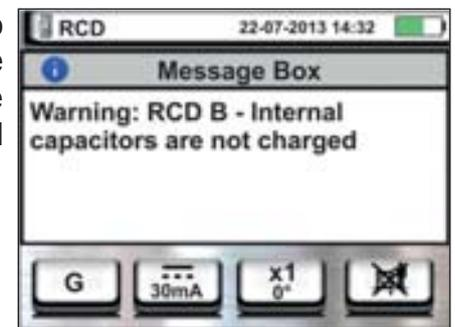 RCD 22-07-2013 14:32
Message Box
Warning: RCD B - Internal
capacitors are not charged
G 30mA x1 0°